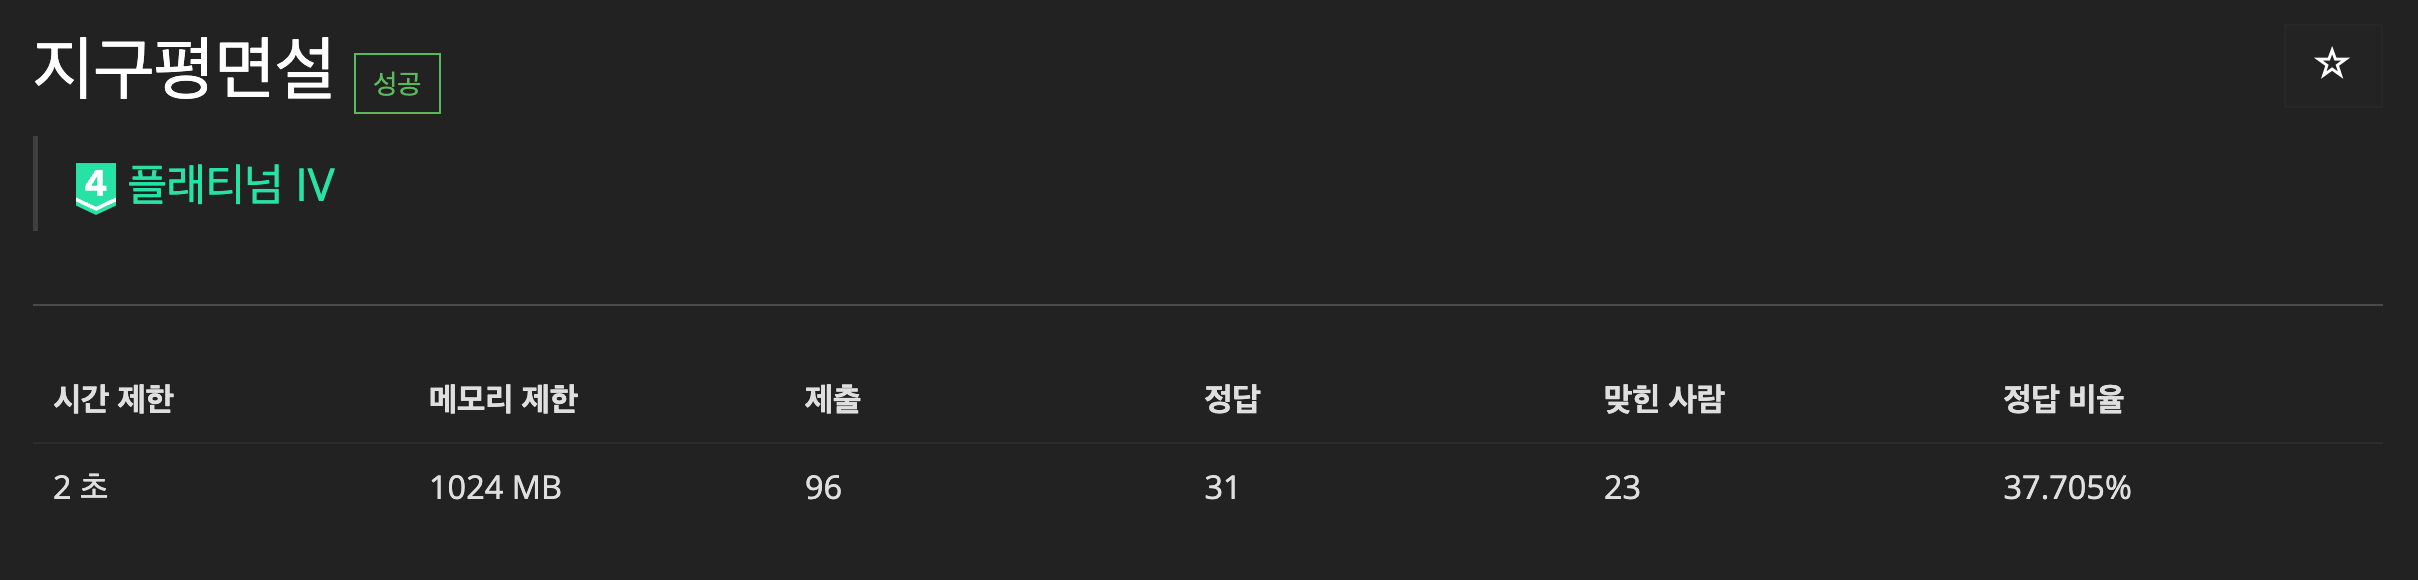 지구평면설 성공
4 플래티넘 IV
시간 제한 메모리 제한 제출 정답 맞힌 사람 정답 비율
2 초 1024 MB 96 31 23 37.705%